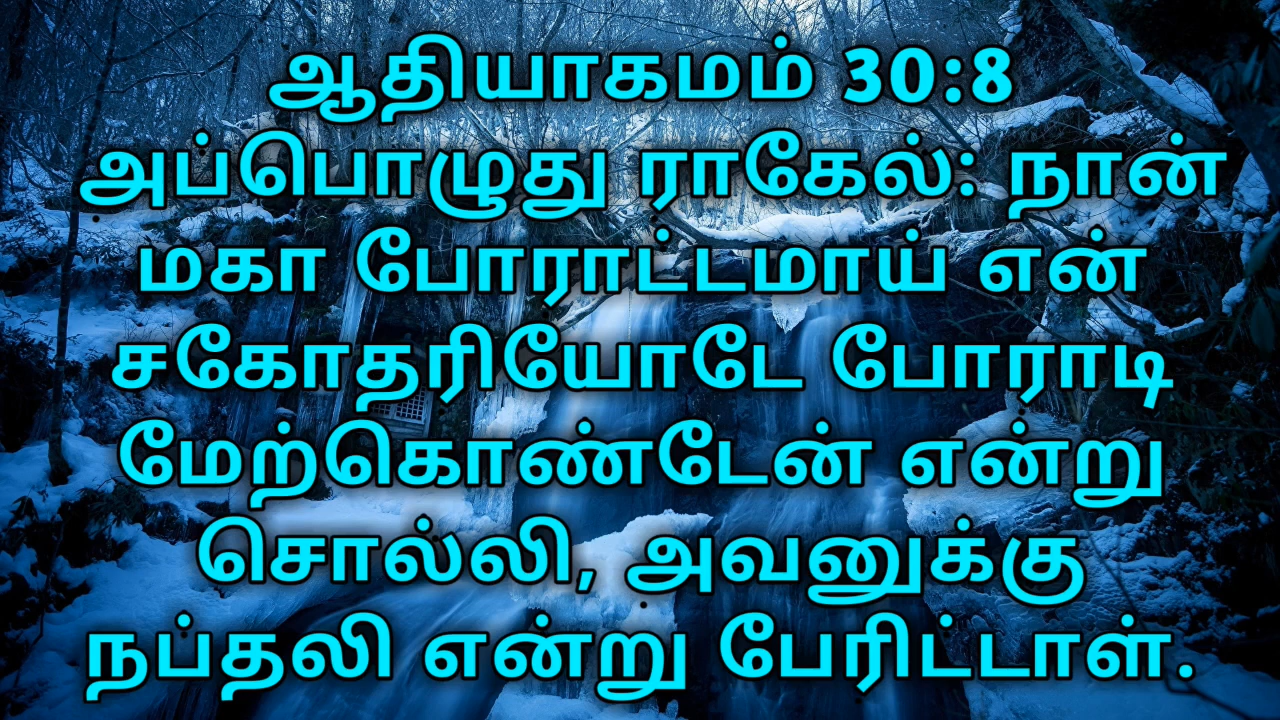 ஆதியாகமம் 30:8
அப்பொழுது ராகேல்: நான்
மகா போராட்டமாய் என்
சகோதரியோடே போராடி
மேற்கொண்டேன் என்று
சொல்லி, அவனுக்கு
நப்தலி என்று பேரிட்டாள்.